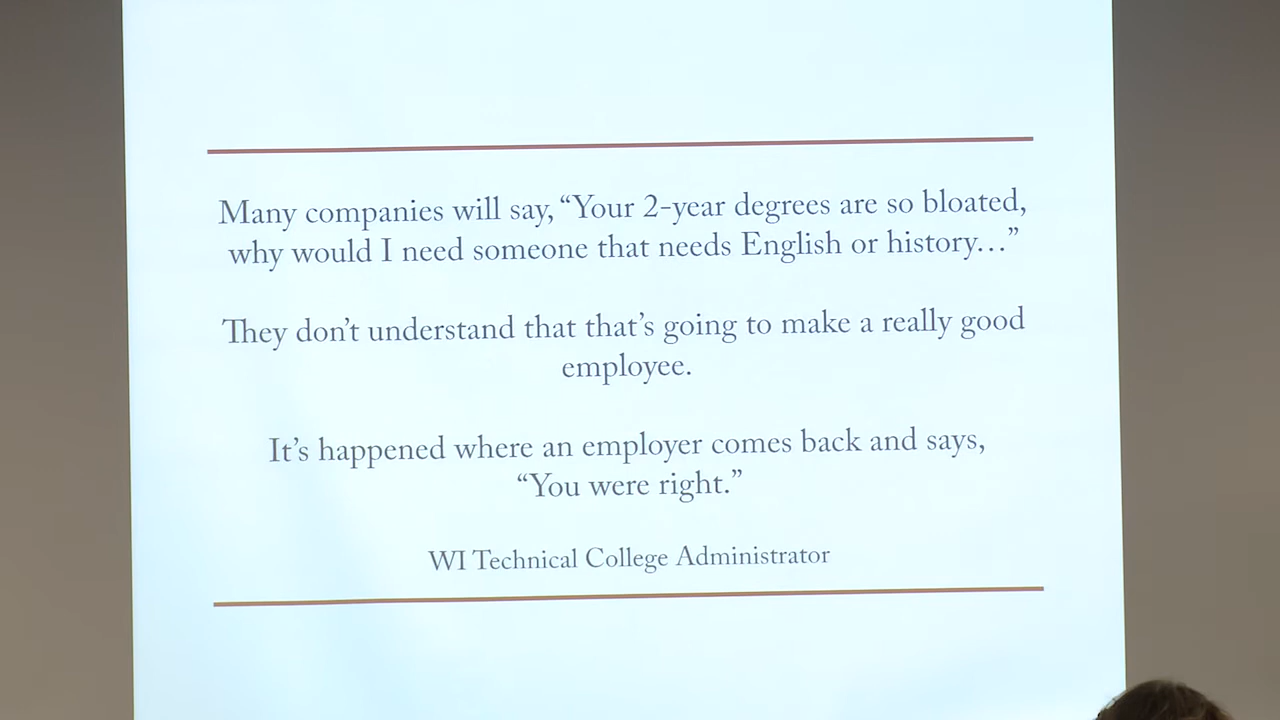 Many companies will say, “Your 2-year degrees are so bloated,
why would I need someone that needs English or history…”
They don’t understand that that’s going to make a really good
employee.
It’s happened where an employer comes back and says,
“You were right.”
WI Technical College Administrator